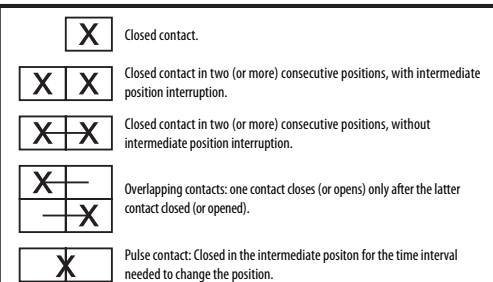 X Closed contact.
X X Closed contact in two (or more) consecutive positions, with intermediate
position interruption.
X X Closed contact in two (or more) consecutive positions, without
intermediate position interruption.
X
X
Overlapping contacts: one contact closes (or opens) only after the latter
contact closed (or opened).
X Pulse contact: Closed in the intermediate positon for the time interval
needed to change the position.